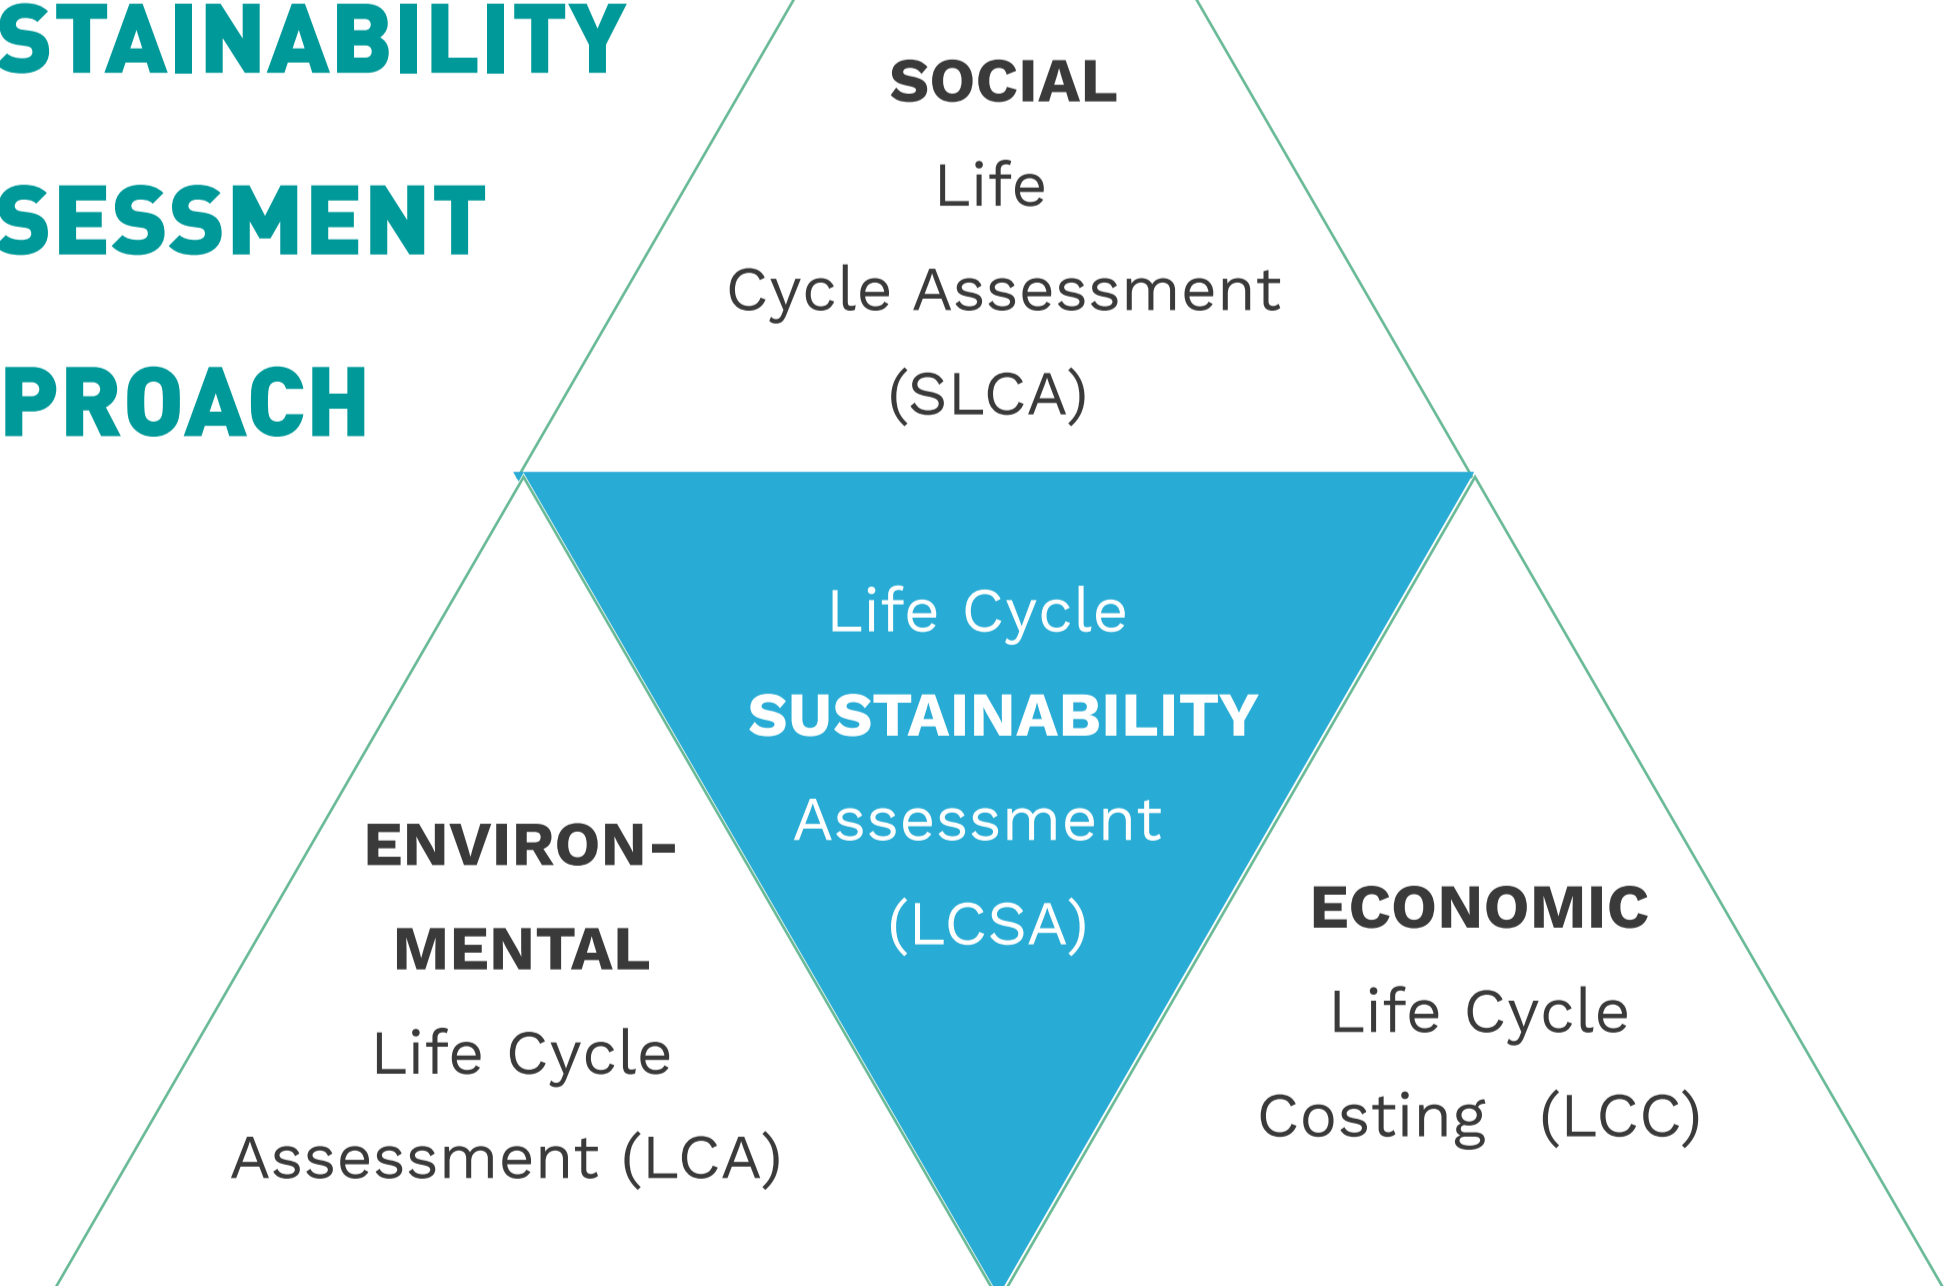 STAINABILITY
SESSMENT
PROACH
SOCIAL
Life
Cycle Assessment
(SLCA)
Life Cycle
SUSTAINABILITY
Assessment
(LCSA)
ENVIRON-
MENTAL
Life Cycle
Assessment (LCA)
ECONOMIC
Life Cycle
Costing (LCC)